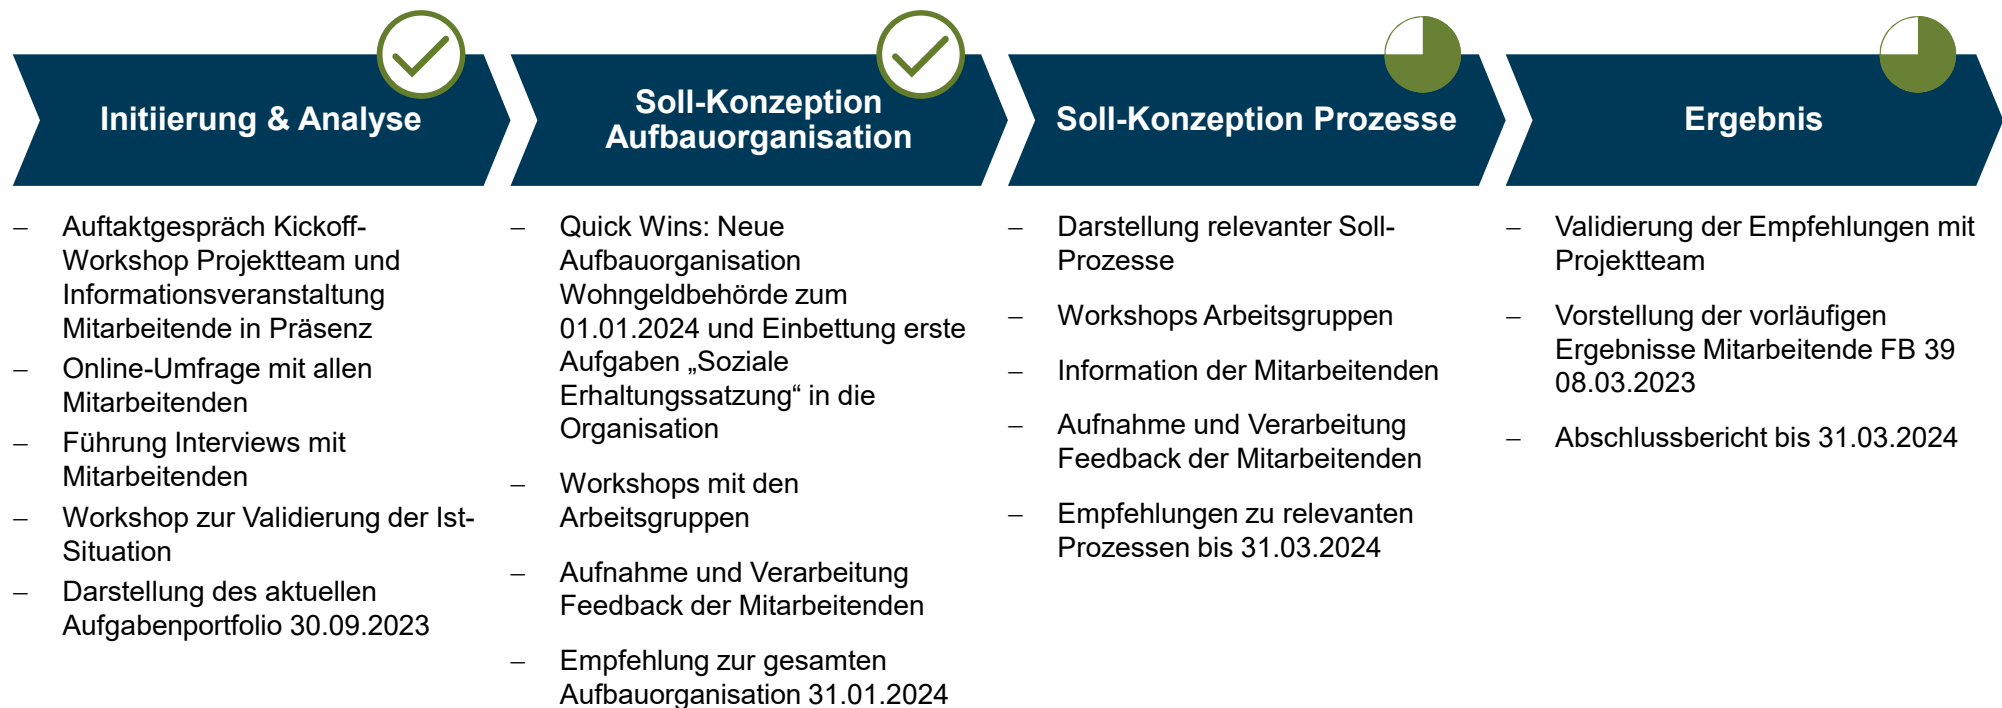 Initiierung & Analyse
– Auftaktgespräch Kickoff-
Workshop Projektteam und
Informationsveranstaltung
Mitarbeitende in Präsenz
– Online-Umfrage mit allen
Mitarbeitenden
– Führung Interviews mit
Mitarbeitenden
– Workshop zur Validierung der Ist-
Situation
– Darstellung des aktuellen
Aufgabenportfolio 30.09.2023
Soll-Konzeption
Aufbauorganisation
– Quick Wins: Neue
Aufbauorganisation
Wohngeldbehörde zum
01.01.2024 und Einbettung erste
Aufgaben „Soziale
Erhaltungssatzung“ in die
Organisation
– Workshops mit den
Arbeitsgruppen
– Aufnahme und Verarbeitung
Feedback der Mitarbeitenden
– Empfehlung zur gesamten
Aufbauorganisation 31.01.2024
Soll-Konzeption Prozesse
– Darstellung relevanter Soll-
Prozesse
– Workshops Arbeitsgruppen
– Information der Mitarbeitenden
– Aufnahme und Verarbeitung
Feedback der Mitarbeitenden
– Empfehlungen zu relevanten
Prozessen bis 31.03.2024
Ergebnis
– Validierung der Empfehlungen mit
Projektteam
– Vorstellung der vorläufigen
Ergebnisse Mitarbeitende FB 39
08.03.2023
– Abschlussbericht bis 31.03.2024